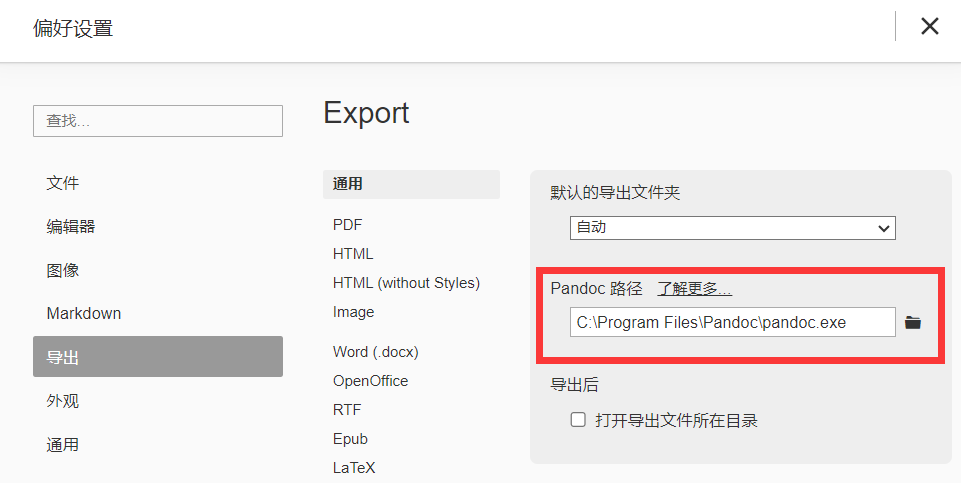 偏好设置
查找...
文件
编辑器
图像
Markdown
导出
外观
通用
Export
通用
PDF
HTML
HTML (without Styles)
Image
Word (.docx)
OpenOffice
RTF
Epub
LaTeX
默认的导出文件夹
自动
Pandoc 路径 了解更多...
C:\Program Files\Pandoc\pandoc.exe
导出后
打开导出文件所在目录